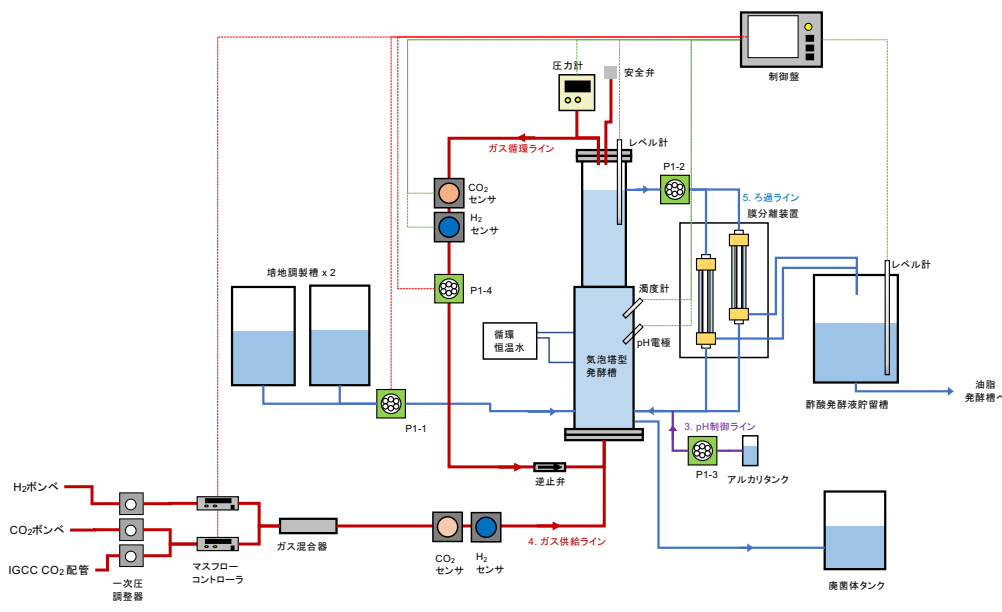 制御盤
圧力計
安全弁
ガス循環ライン
レベル計
P1-2
CO₂
センサ
H₂
センサ
5. ろ過ライン
膜分離装置
培地調製槽 x 2
P1-4
濁度計
レベル計
循環
恒温水
pH電極
気泡塔型
発酵槽
P1-1
酢酸発酵液貯留槽
油脂
発酵槽へ
3. pH制御ライン
P1-3
アルカリタンク
逆止弁
H₂ボンベ
CO₂ボンベ
IGCC CO₂ 配管
一次圧
調整器
マスフロー
コントローラ
ガス混合器
CO₂
センサ
H₂
センサ
4. ガス供給ライン
廃菌体タンク